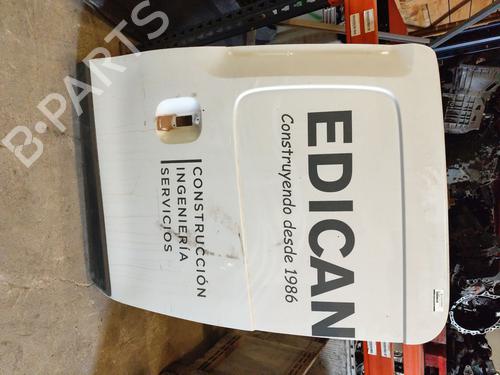 EDICAN
Construyendo desde 1986
CONSTRUCCIÓN
INGENIERÍA
SERVICIOS
B-PARTS